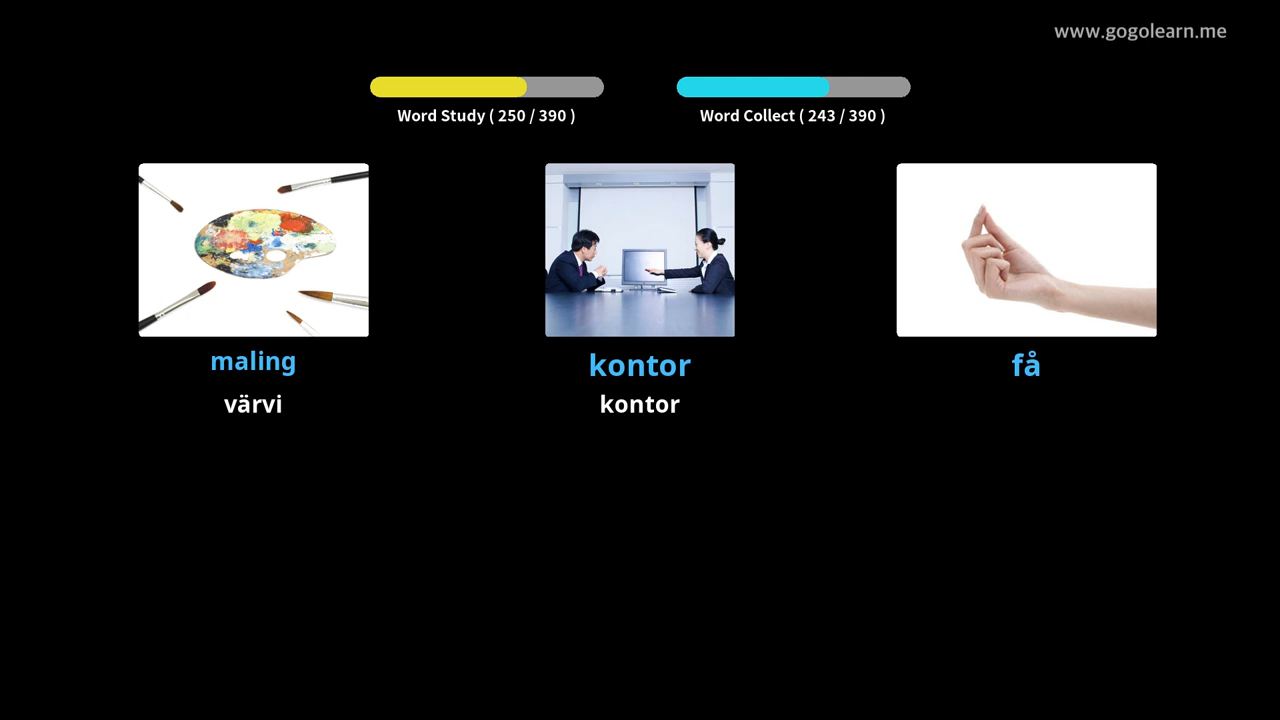 www.gogolearn.me
Word Study ( 250 / 390 )
Word Collect ( 243 / 390 )
maling
kontor
få
värvi
kontor